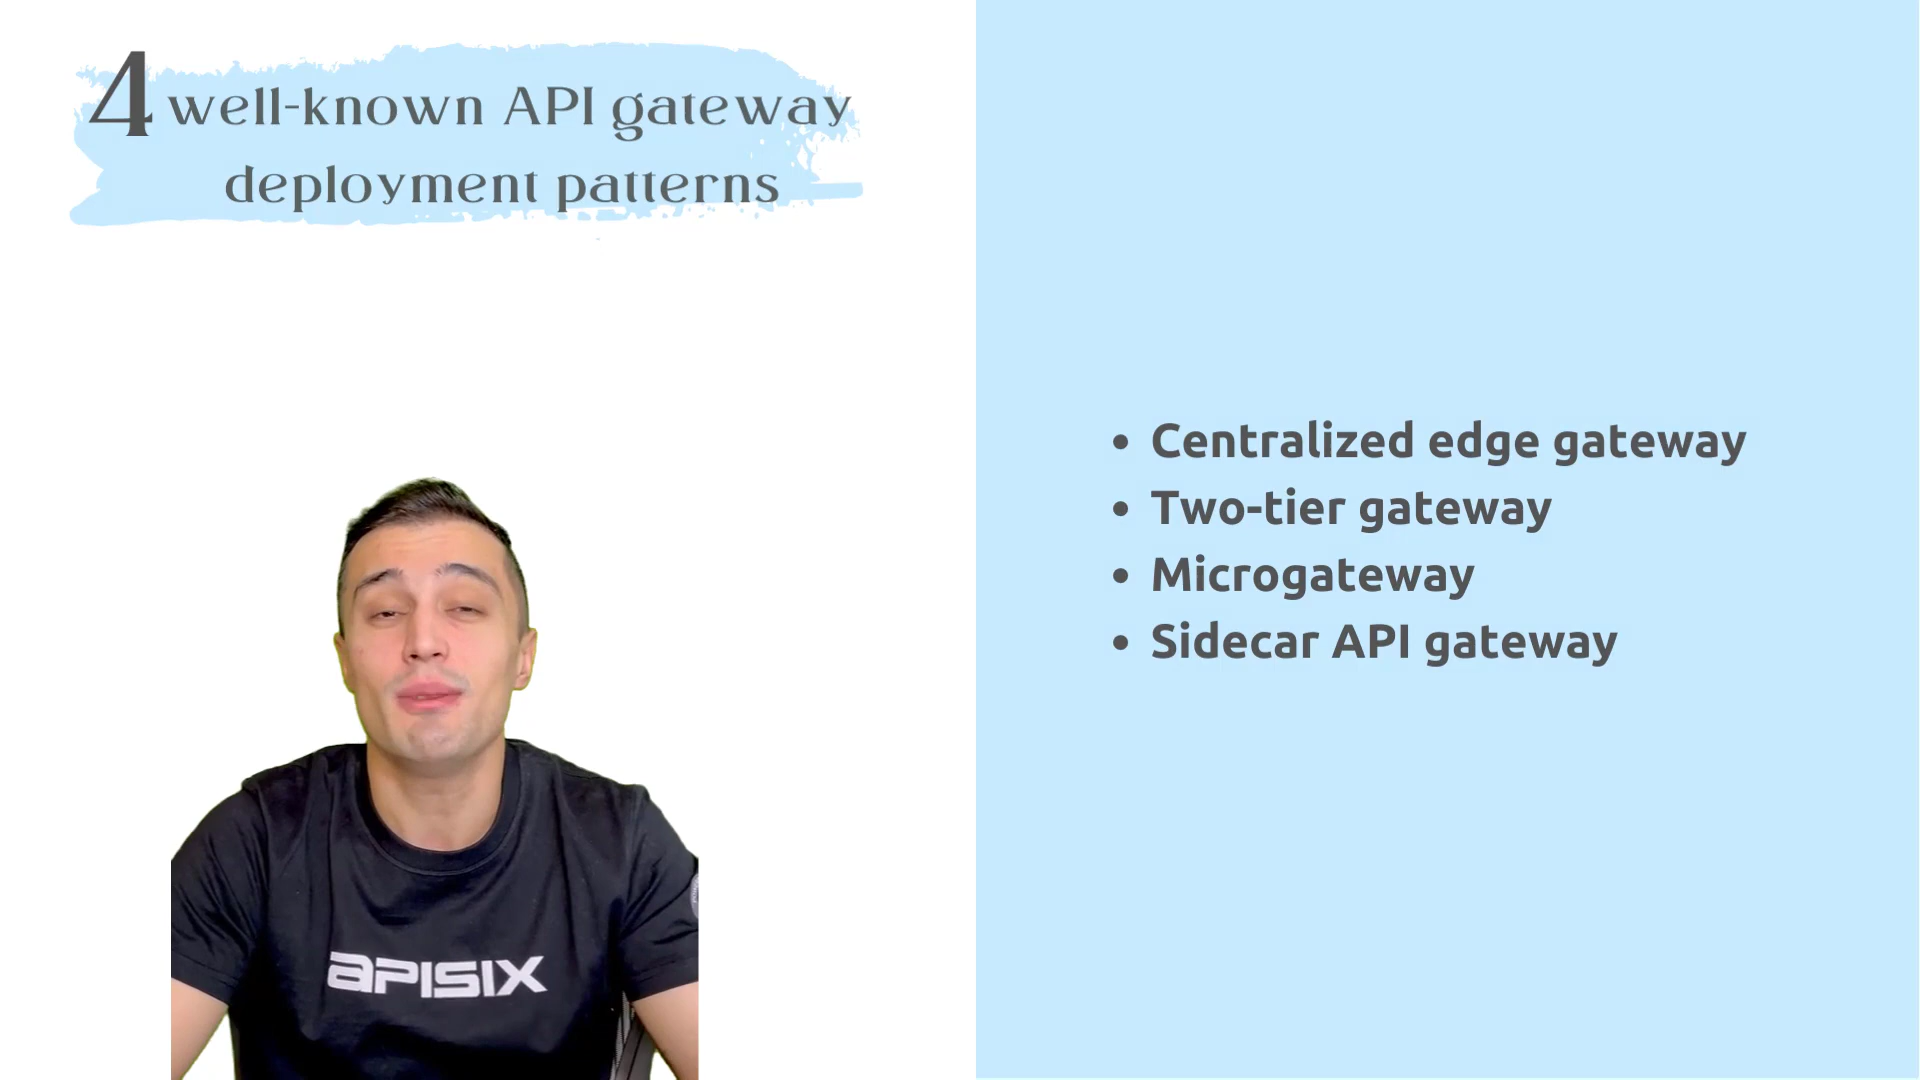 4 well-known API gateway
deployment patterns
• Centralized edge gateway
• Two-tier gateway
• Microgateway
• Sidecar API gateway
APISIX